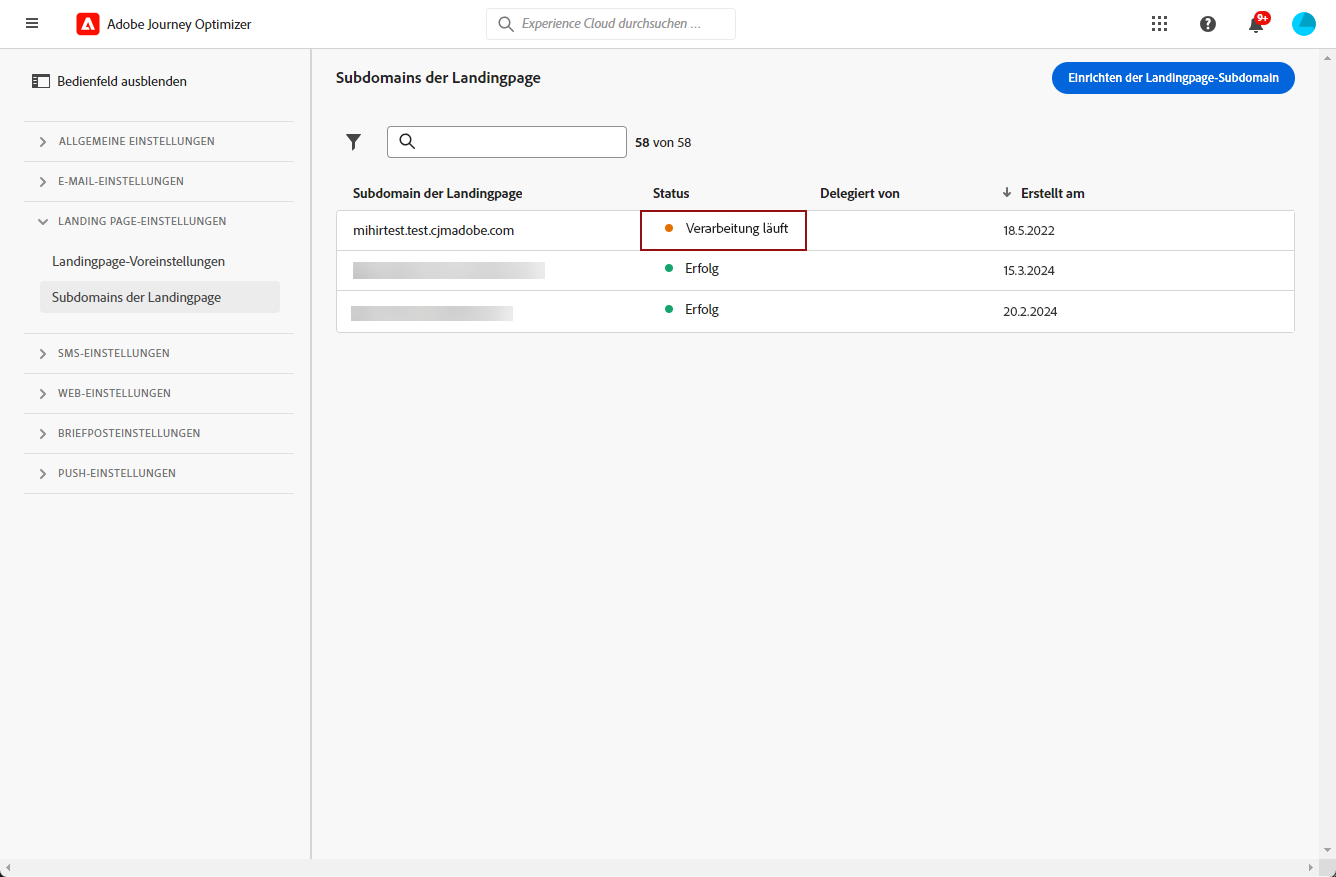 Adobe Journey Optimizer
Experience Cloud durchsuchen ...
9+
Bedienfeld ausblenden
ALLGEMEINE EINSTELLUNGEN
E-MAIL-EINSTELLUNGEN
LANDING PAGE-EINSTELLUNGEN
Landingpage-Voreinstellungen
Subdomains der Landingpage
SMS-EINSTELLUNGEN
WEB-EINSTELLUNGEN
BRIEFPOSTEINSTELLUNGEN
PUSH-EINSTELLUNGEN
Subdomains der Landingpage
Einrichten der Landingpage-Subdomain
58 von 58
Subdomain der Landingpage Status Delegiert von Erstellt am
mihirtest.test.cjmadobe.com Verarbeitung läuft 18.5.2022
Erfolg 15.3.2024
Erfolg 20.2.2024